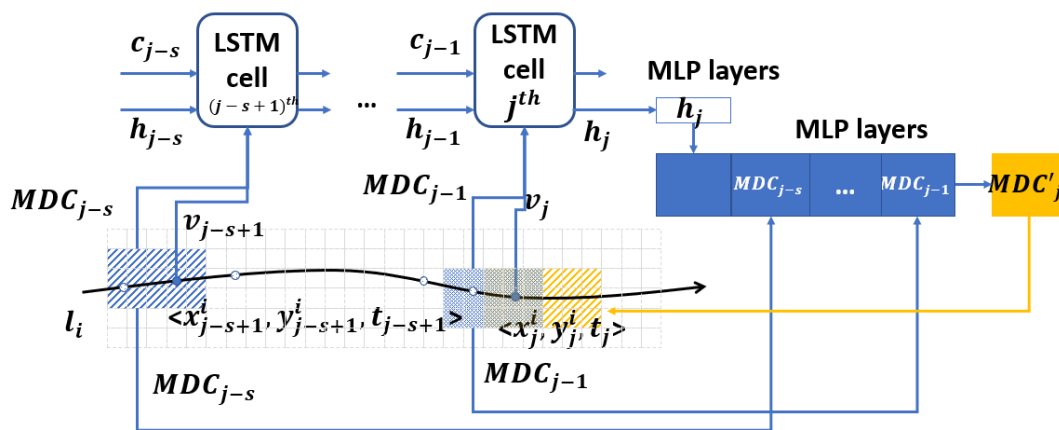 c_{j-s}
LSTM
cell
(j-s+1)^{th}
h_{j-s}
...
c_{j-1}
h_{j-1}
LSTM
cell
j^{th}
h_j
MLP layers
h_j
MLP layers
MDC_{j-s} ... MDC_{j-1}
MDC'_j
MDC_{j-s}
v_{j-s+1}
MDC_{j-1}
v_j
l_i
<x^i_{j-s+1}, y^i_{j-s+1}, t_{j-s+1}>
<x^i_j, y^i_j, t_j>
MDC_{j-s}
MDC_{j-1}